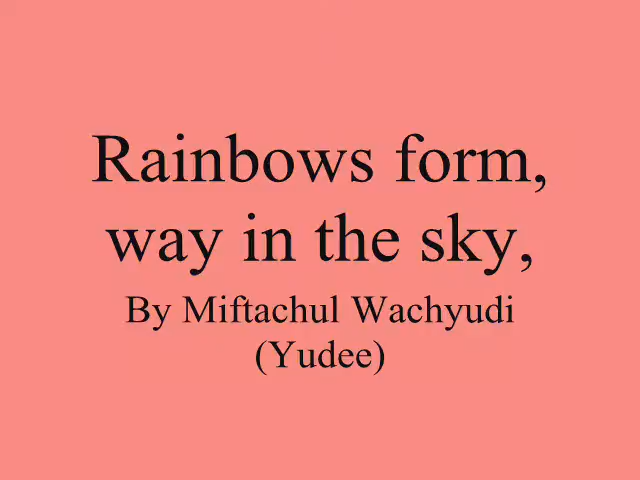 Rainbows form,
way in the sky,
By Miftachul Wachyudi
(Yudee)